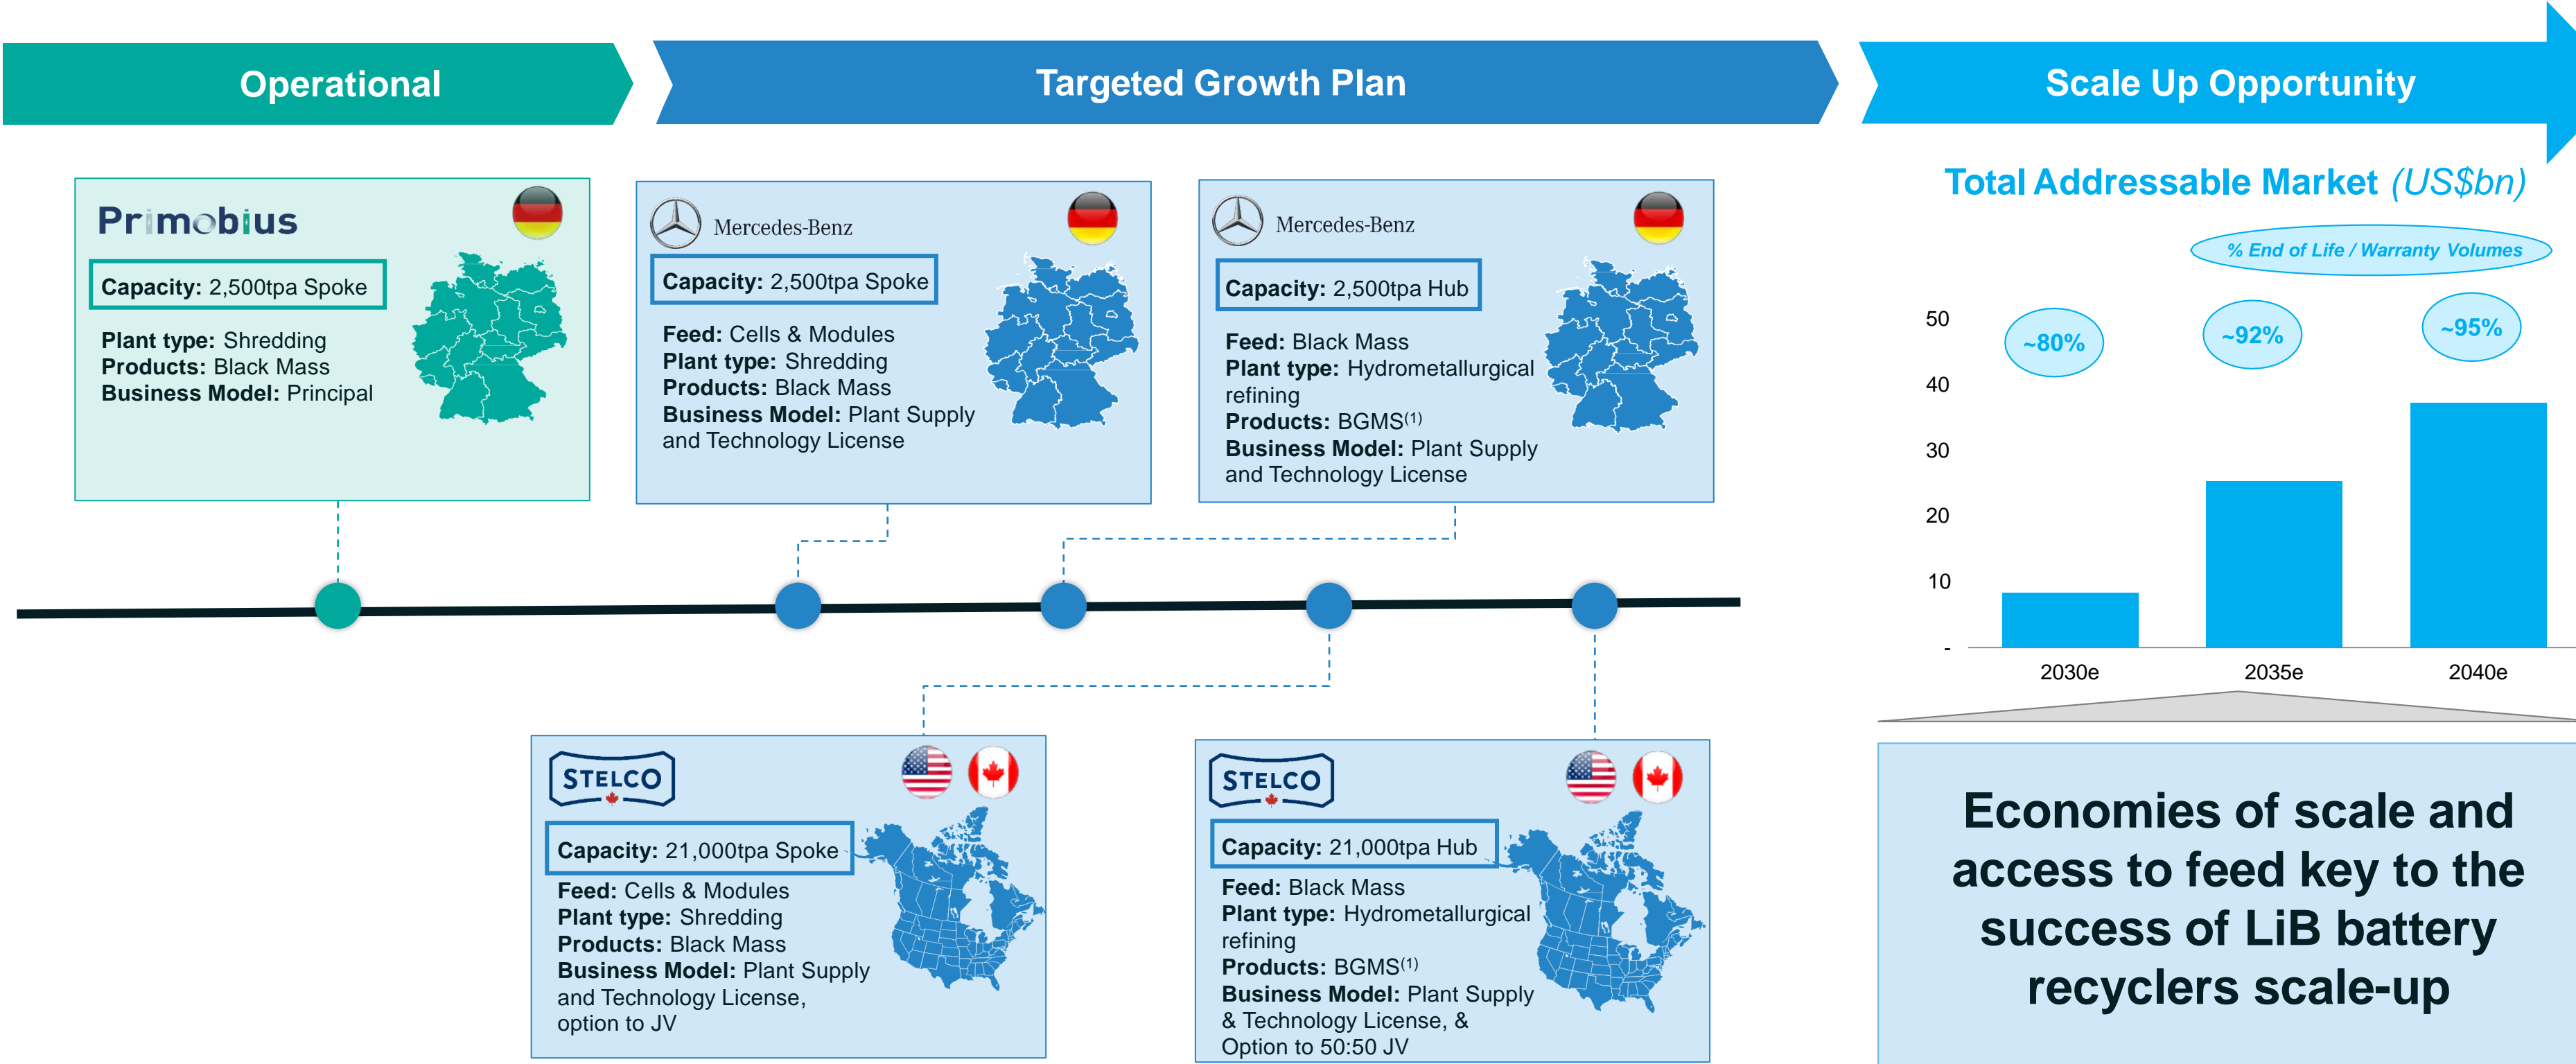 Operational
Targeted Growth Plan
Scale Up Opportunity
Primobius
Capacity: 2,500tpa Spoke
Plant type: Shredding
Products: Black Mass
Business Model: Principal
Mercedes-Benz
Capacity: 2,500tpa Spoke
Feed: Cells & Modules
Plant type: Shredding
Products: Black Mass
Business Model: Plant Supply
and Technology License
Mercedes-Benz
Capacity: 2,500tpa Hub
Feed: Black Mass
Plant type: Hydrometallurgical
refining
Products: BGMS(1)
Business Model: Plant Supply
and Technology License
STELCO
Capacity: 21,000tpa Spoke
Feed: Cells & Modules
Plant type: Shredding
Products: Black Mass
Business Model: Plant Supply
and Technology License,
option to JV
STELCO
Capacity: 21,000tpa Hub
Feed: Black Mass
Plant type: Hydrometallurgical
refining
Products: BGMS(1)
Business Model: Plant Supply
& Technology License, &
Option to 50:50 JV
Total Addressable Market (US$bn)
% End of Life / Warranty Volumes
~80%
~92%
~95%
50
40
30
20
10
-
2030e
2035e
2040e
Economies of scale and
access to feed key to the
success of LiB battery
recyclers scale-up